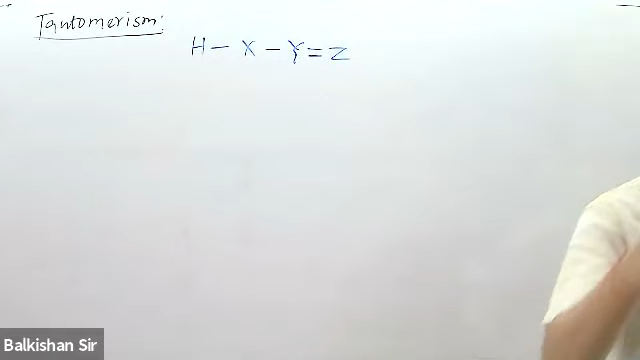 Tautomerism:
H - X - Y = Z
Balkishan Sir